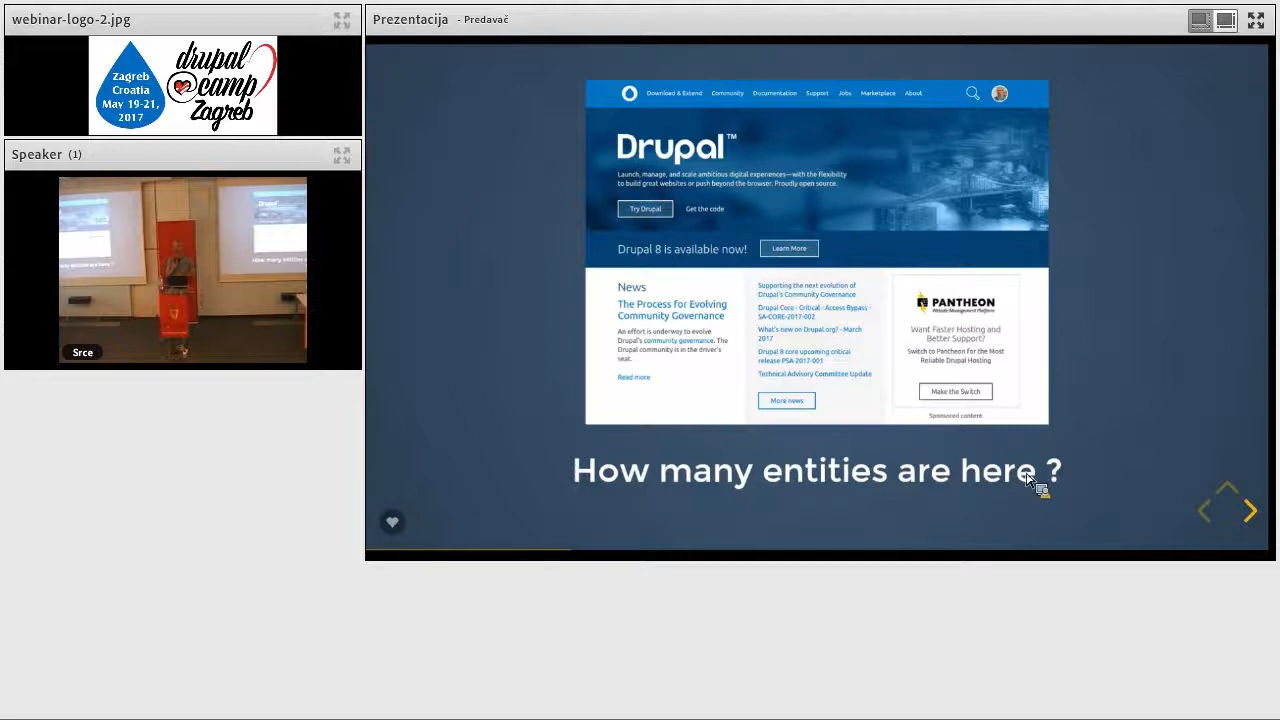 webinar-logo-2.jpg
Zagreb
Croatia
May 19-21,
2017
drupal
camp
Zagreb
Speaker (1)
Srce
Prezentacija - Predavač
Download & Extend Community Documentation Support Jobs Marketplace About
Drupal™
Launch, manage, and scale ambitious digital experiences—with the flexibility
to build great websites or push beyond the browser. Proudly open source.
Try Drupal Get the code
Drupal 8 is available now! Learn More
News
The Process for Evolving
Community Governance
An effort is underway to evolve
Drupal's community governance. The
Drupal community is in the driver's
seat.
Read more
Supporting the next evolution of
Drupal's Community Governance
Drupal Core - Critical - Access Bypass -
SA-CORE-2017-002
What's new on Drupal.org? - March
2017
Drupal 8 core upcoming critical
release PSA-2017-001
Technical Advisory Committee Update
More news
PANTHEON
Website Management Platform
Want Faster Hosting and
Better Support?
Switch to Pantheon for the Most
Reliable Drupal Hosting
Make the Switch
Sponsored content
How many entities are here ?